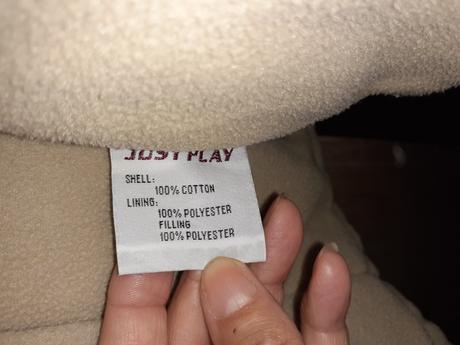 JUST PLAY
SHELL:
100% COTTON
LINING:
100% POLYESTER
FILLING
100% POLYESTER